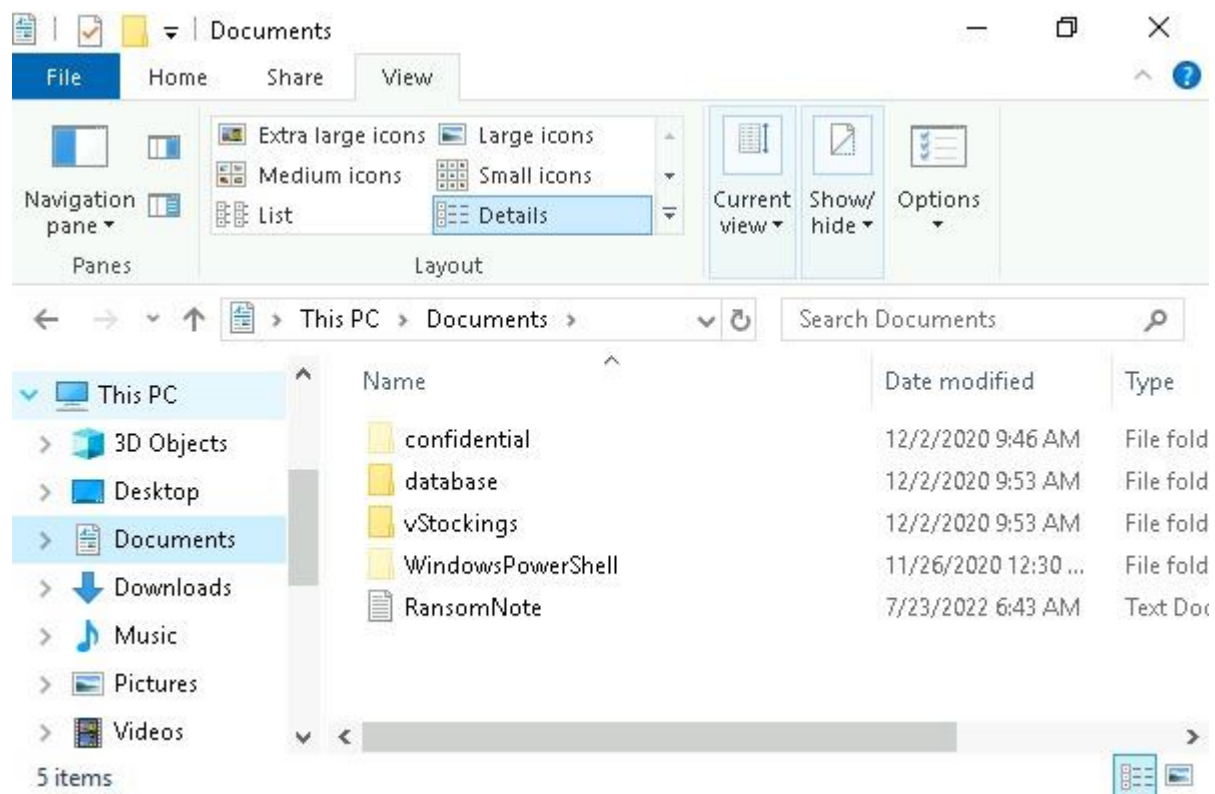 Documents
File Home Share View
Extra large icons Large icons
Medium icons Small icons
List Details
Navigation pane
Current view
Show/ hide
Options
Panes
Layout
This PC Documents
Search Documents
This PC
3D Objects
Desktop
Documents
Downloads
Music
Pictures
Videos
Name Date modified Type
confidential 12/2/2020 9:46 AM File fold
database 12/2/2020 9:53 AM File fold
vStockings 12/2/2020 9:53 AM File fold
WindowsPowerShell 11/26/2020 12:30 ... File fold
RansomNote 7/23/2022 6:43 AM Text Doc
5 items